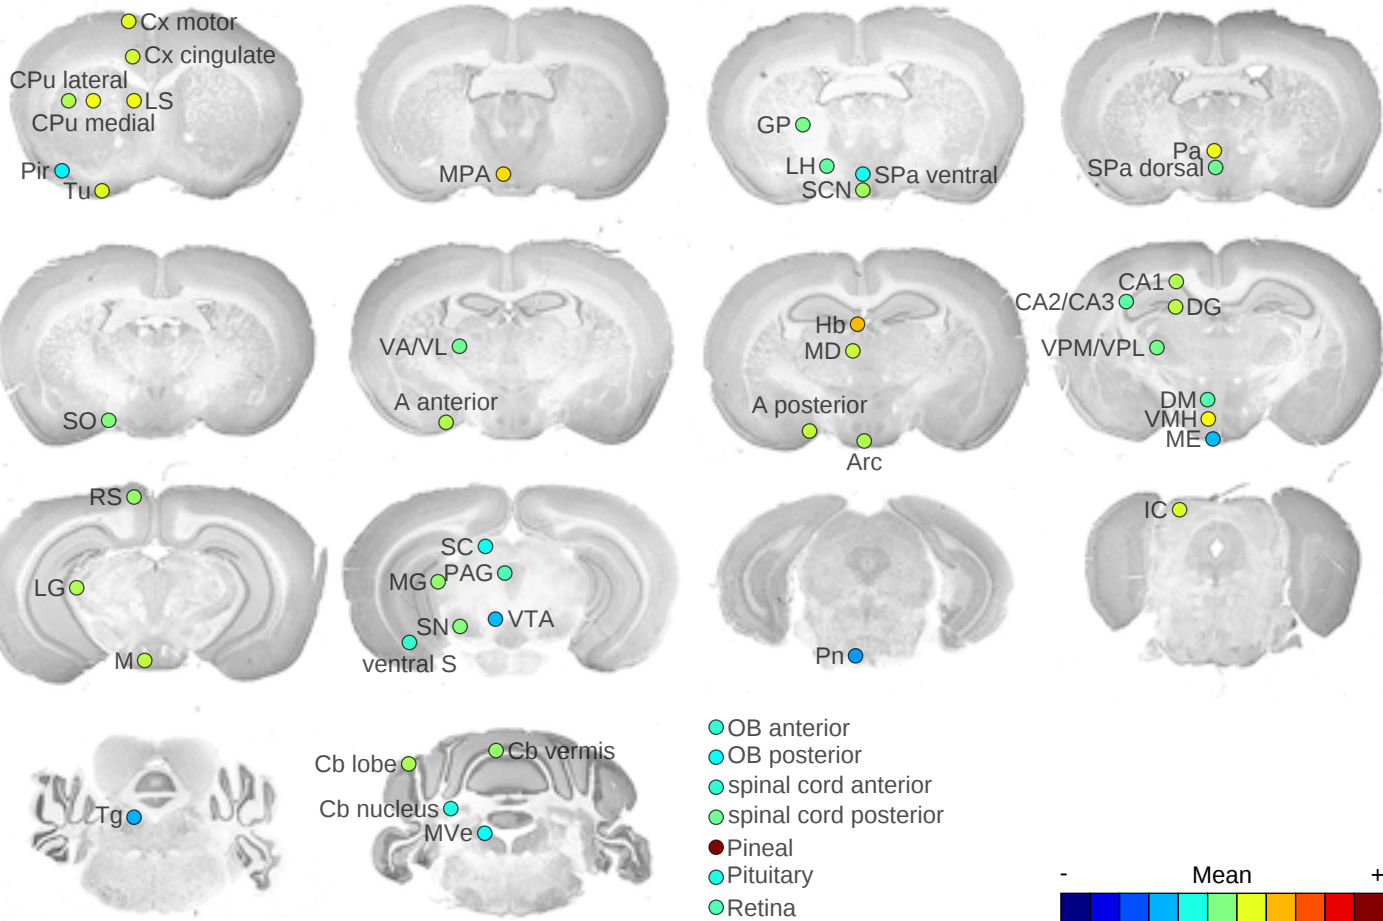 Cx motor
Cx cingulate
CPu lateral
LS
CPu medial
Pir
Tu
MPA
GP
LH
SPa ventral
SCN
Pa
SPa dorsal
SO
VA/VL
A anterior
Hb
MD
A posterior
Arc
CA1
CA2/CA3
DG
VPM/VPL
DM
VMH
ME
RS
LG
M
SC
PAG
MG
SN
VTA
ventral S
Pn
IC
Tg
Cb lobe
Cb vermis
Cb nucleus
MVe
OB anterior
OB posterior
spinal cord anterior
spinal cord posterior
Pineal
Pituitary
Retina
- Mean +